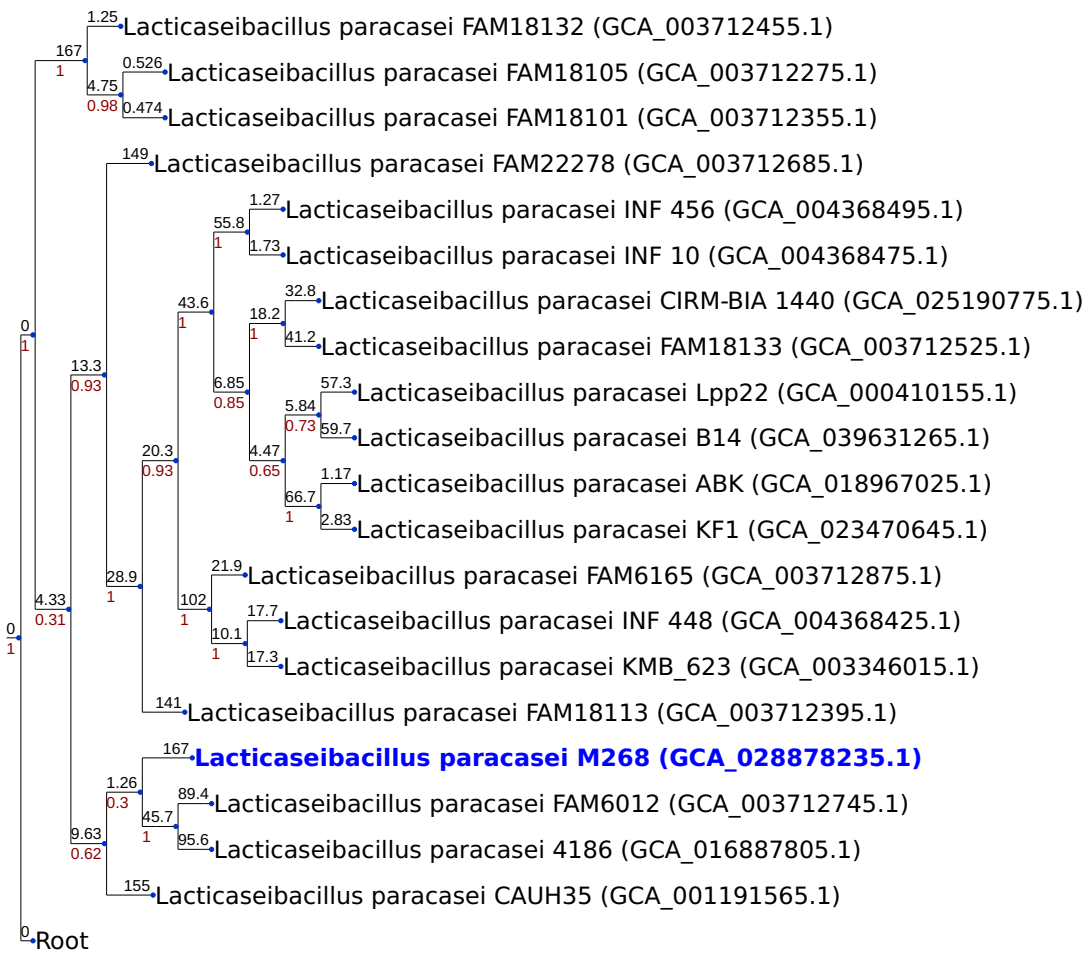 1.25 Lacticaseibacillus paracasei FAM18132 (GCA_003712455.1)
167
1
0.526 Lacticaseibacillus paracasei FAM18105 (GCA_003712275.1)
4.75
0.98
0.474 Lacticaseibacillus paracasei FAM18101 (GCA_003712355.1)
149 Lacticaseibacillus paracasei FAM22278 (GCA_003712685.1)
1.27 Lacticaseibacillus paracasei INF 456 (GCA_004368495.1)
55.8
1
1.73 Lacticaseibacillus paracasei INF 10 (GCA_004368475.1)
43.6
1
32.8 Lacticaseibacillus paracasei CIRM-BIA 1440 (GCA_025190775.1)
18.2
1
0
1
41.2 Lacticaseibacillus paracasei FAM18133 (GCA_003712525.1)
13.3
0.93
6.85
0.85
57.3 Lacticaseibacillus paracasei Lpp22 (GCA_000410155.1)
5.84
0.73
59.7 Lacticaseibacillus paracasei B14 (GCA_039631265.1)
20.3
0.93
4.47
0.65
1.17 Lacticaseibacillus paracasei ABK (GCA_018967025.1)
66.7
1
2.83 Lacticaseibacillus paracasei KF1 (GCA_023470645.1)
28.9
1
21.9 Lacticaseibacillus paracasei FAM6165 (GCA_003712875.1)
4.33
0.31
102
1
17.7 Lacticaseibacillus paracasei INF 448 (GCA_004368425.1)
0
1
10.1
1
17.3 Lacticaseibacillus paracasei KMB_623 (GCA_003346015.1)
141 Lacticaseibacillus paracasei FAM18113 (GCA_003712395.1)
167 Lacticaseibacillus paracasei M268 (GCA_028878235.1)
1.26
0.3
89.4 Lacticaseibacillus paracasei FAM6012 (GCA_003712745.1)
45.7
1
9.63
0.62
95.6 Lacticaseibacillus paracasei 4186 (GCA_016887805.1)
155 Lacticaseibacillus paracasei CAUH35 (GCA_001191565.1)
0 Root